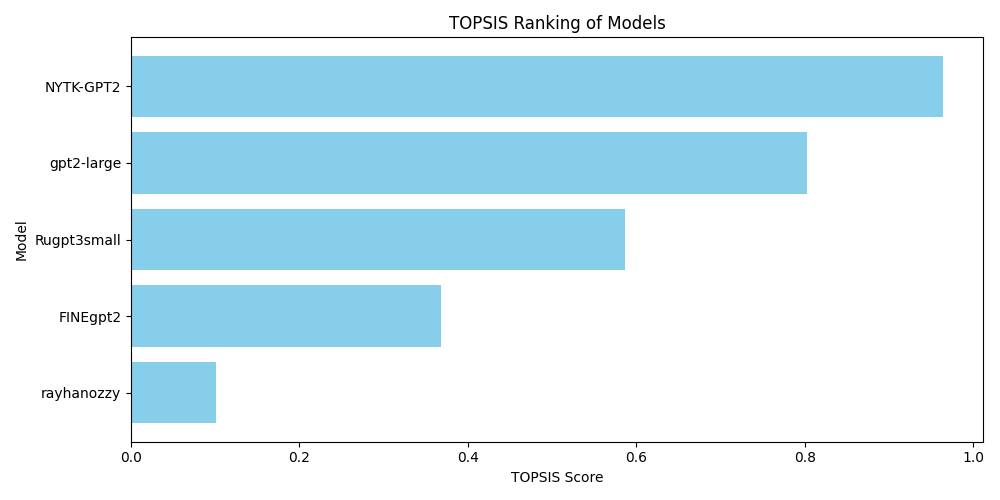 TOPSIS Ranking of Models
Model
NYTK-GPT2
gpt2-large
Rugpt3small
FINEgpt2
rayhanozzy
0.0 0.2 0.4 0.6 0.8 1.0
TOPSIS Score